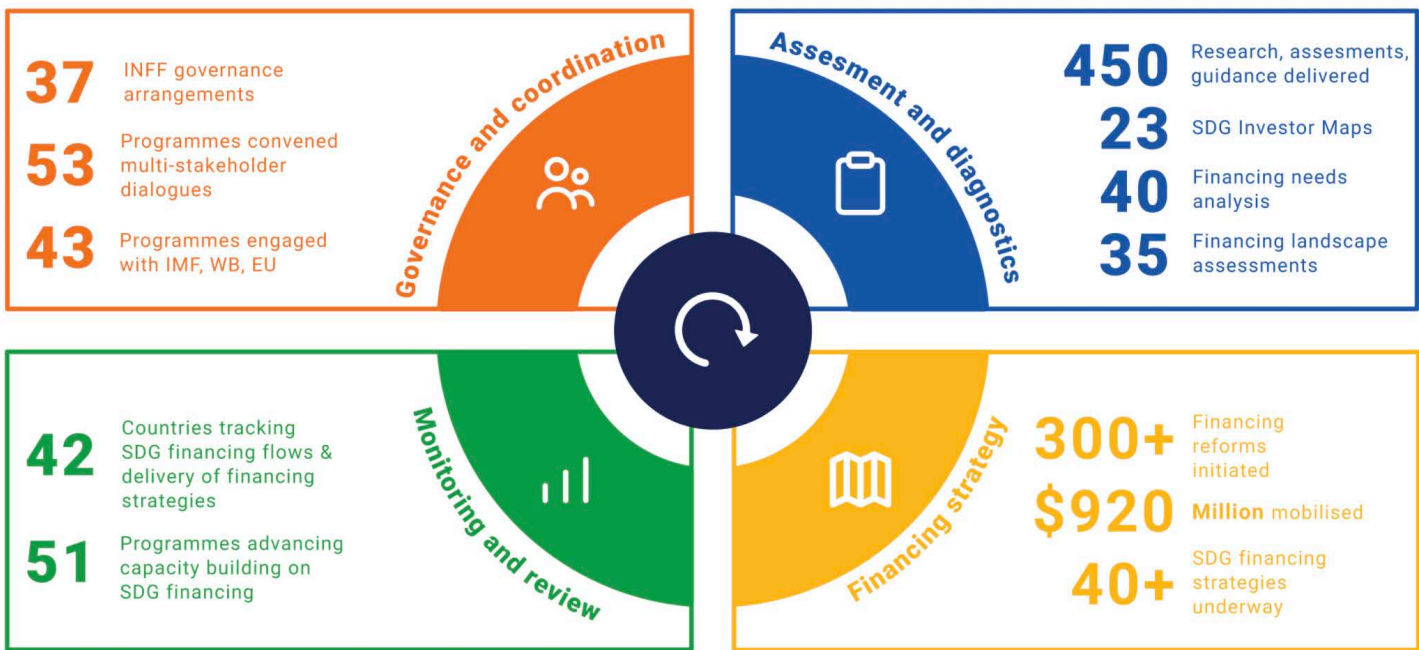 Governance and coordination
37
INFF governance
arrangements
53
Programmes convened
multi-stakeholder
dialogues
43
Programmes engaged
with IMF, WB, EU
Assesment and diagnostics
450
Research, assesments,
guidance delivered
23
SDG Investor Maps
40
Financing needs
analysis
35
Financing landscape
assessments
Monitoring and review
42
Countries tracking
SDG financing flows &
delivery of financing
strategies
51
Programmes advancing
capacity building on
SDG financing
Financing strategy
300+
Financing
reforms
initiated
$920
Million mobilised
40+
SDG financing
strategies
underway